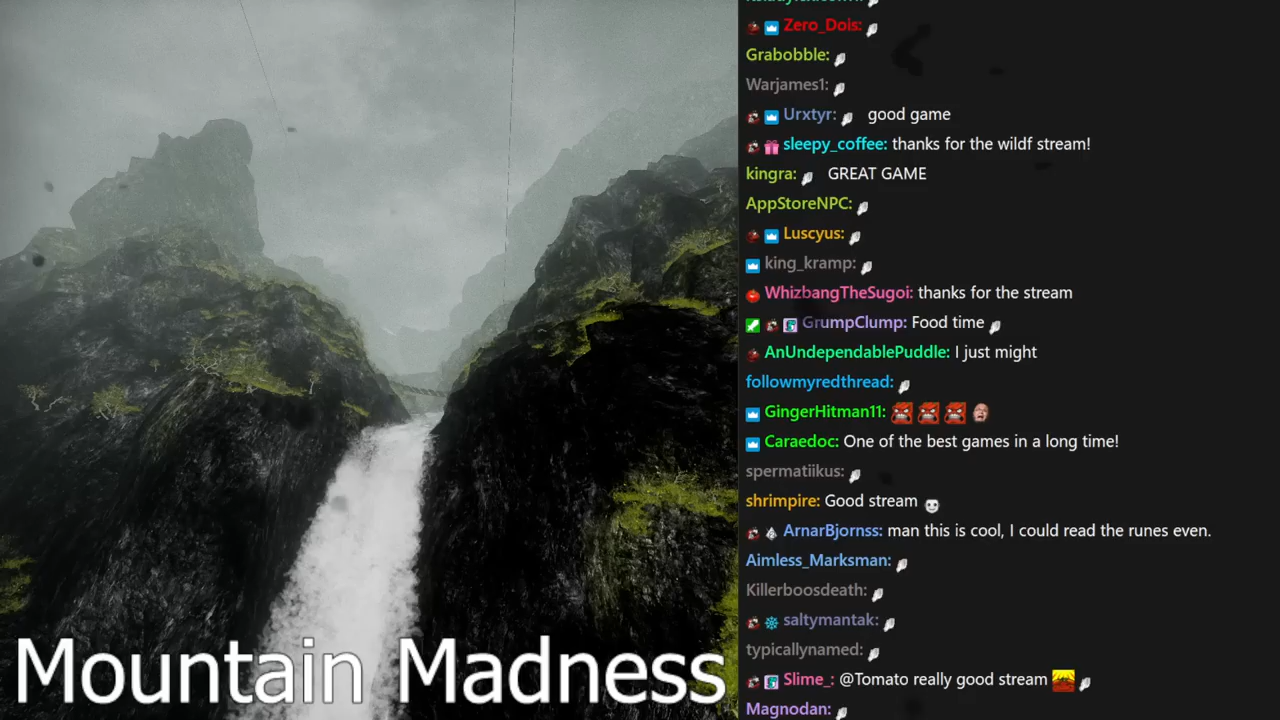 Zero_Dois:
Grabobble:
Warjames1:
Urxtyr: good game
sleepy_coffee: thanks for the wildf stream!
kingra: GREAT GAME
AppStoreNPC:
Luscyus:
king_kramp:
WhizbangTheSugoi: thanks for the stream
GrumpClump: Food time
AnUndependablePuddle: I just might
followmyredthread:
GingerHitman11:
Caraedoc: One of the best games in a long time!
spermatiikus:
shrimpire: Good stream
ArnarBjornss: man this is cool, I could read the runes even.
Aimless_Marksman:
Killerboosdeath:
saltymantak:
typicallynamed:
Slime_: @Tomato really good stream
Magnodan:
Mountain Madness